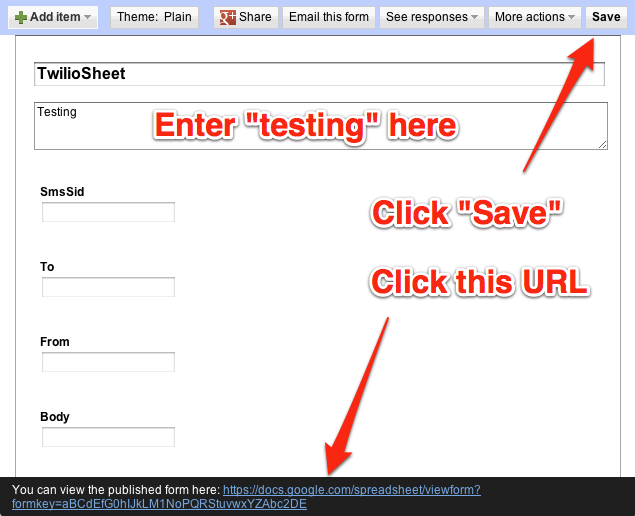 Add item Theme: Plain Share Email this form See responses More actions Save
TwilioSheet
Testing
Enter "testing" here
Click "Save"
SmsSid
To
Click this URL
From
Body
You can view the published form here: https://docs.google.com/spreadsheet/viewform?
formkey=aBCdEfG0hIJkLM1NoPQRStuvwxYZAbc2DE